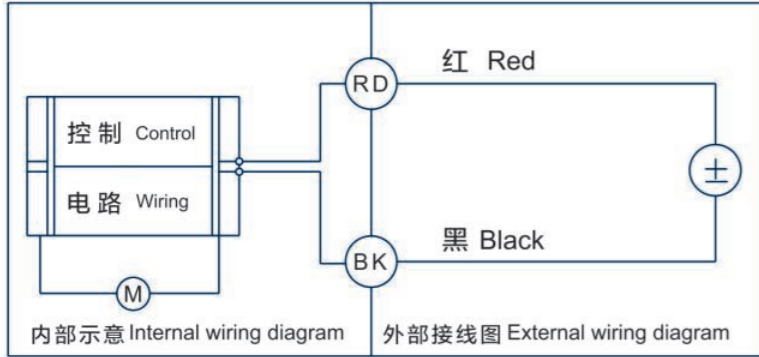 红 Red
RD
控制 Control
±
电路 Wiring
黑 Black
BK
M
内部示意 Internal wiring diagram
外部接线图 External wiring diagram